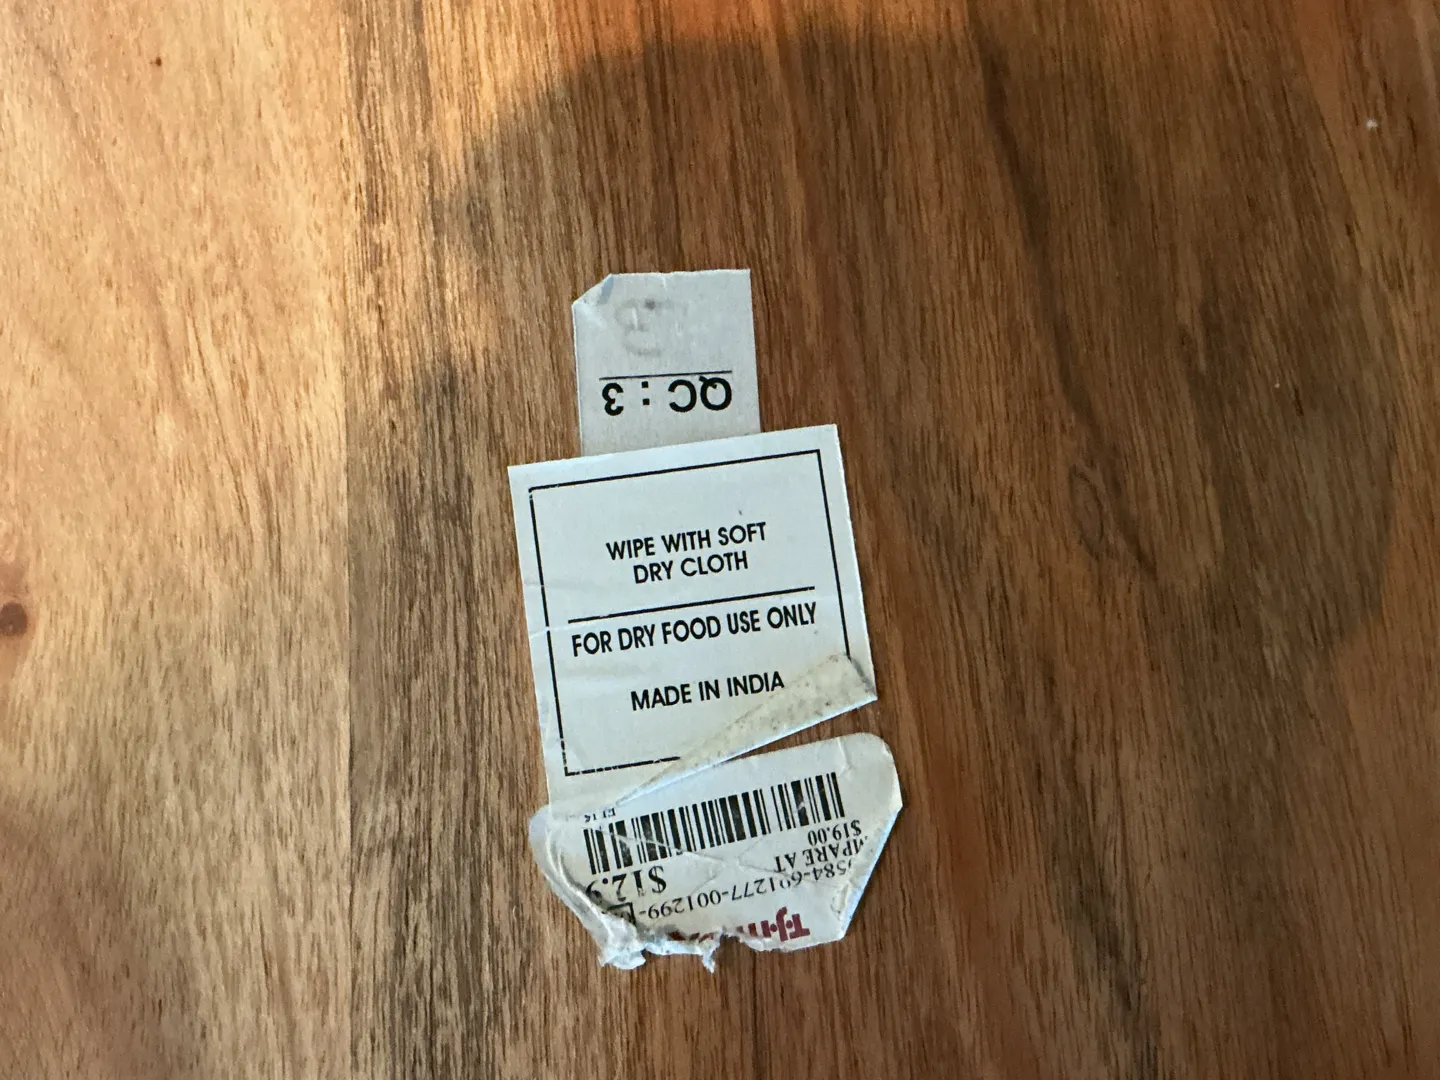 QC : 3
WIPE WITH SOFT
DRY CLOTH
FOR DRY FOOD USE ONLY
MADE IN INDIA
584-601277-001299-
MPARE AT
$19.00
$12.9